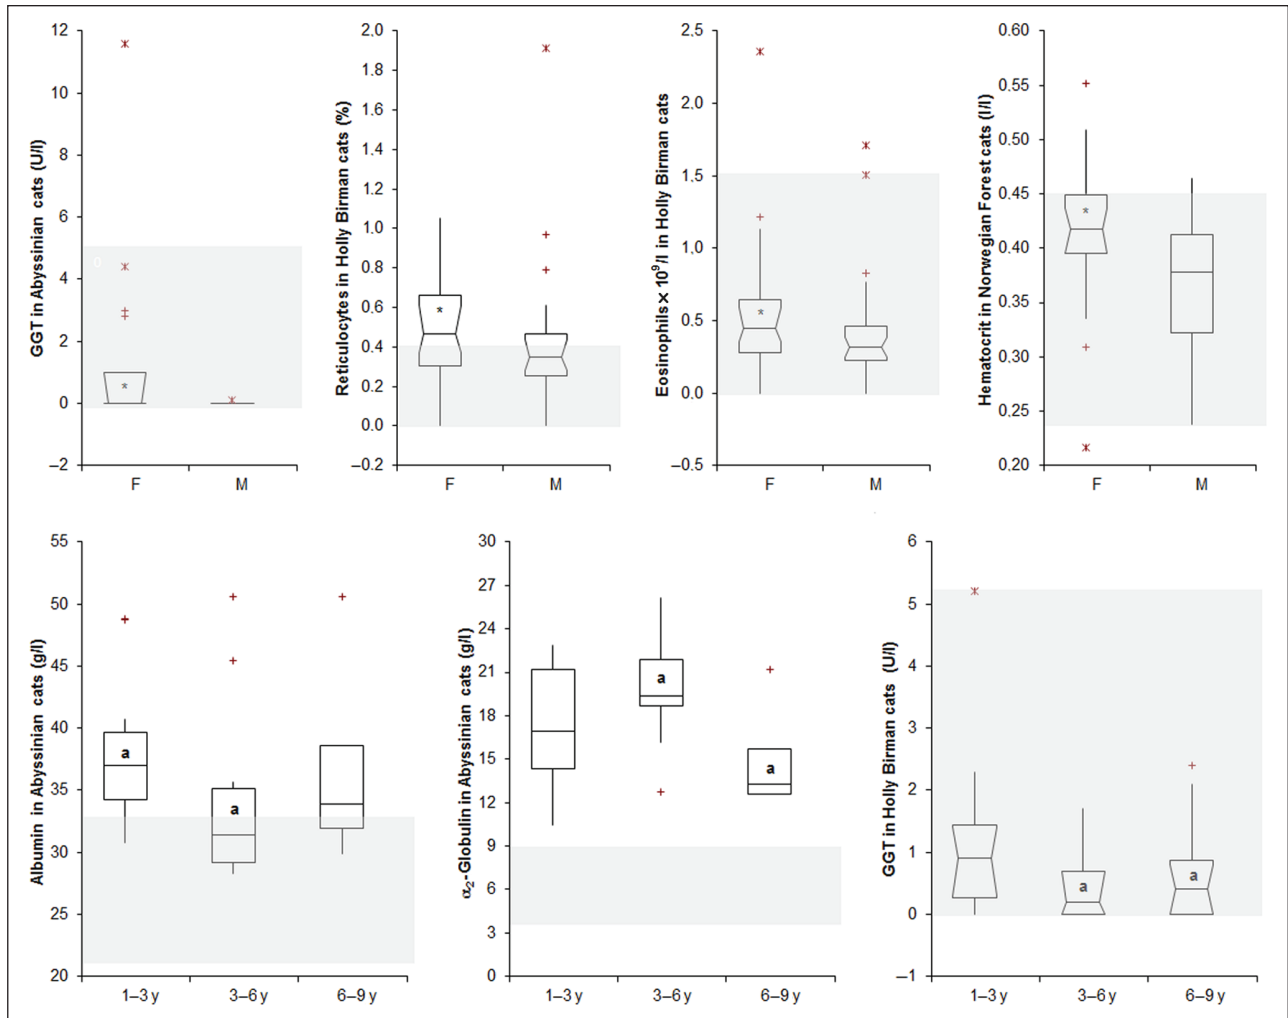 GGT in Abyssinian cats (U/l)
12
10
8
6
4
2
0
–2
0
*
F
M
Reticulocytes in Holly Birman cats (%)
2.0
1.8
1.6
1.4
1.2
1.0
0.8
0.6
0.4
0.2
0.0
–0.2
*
F
M
Eosinophils × 10⁹/l in Holly Birman cats
2.5
2.0
1.5
1.0
0.5
0.0
–0.5
*
F
M
Hematocrit in Norwegian Forest cats (l/l)
0.60
0.55
0.50
0.45
0.40
0.35
0.30
0.25
0.20
*
F
M
Albumin in Abyssinian cats (g/l)
55
50
45
40
35
30
25
20
a
a
1–3 y
3–6 y
6–9 y
α₂-Globulin in Abyssinian cats (g/l)
30
27
24
21
18
15
12
9
6
3
0
a
a
1–3 y
3–6 y
6–9 y
GGT in Holly Birman cats (U/l)
6
5
4
3
2
1
0
–1
a
a
1–3 y
3–6 y
6–9 y